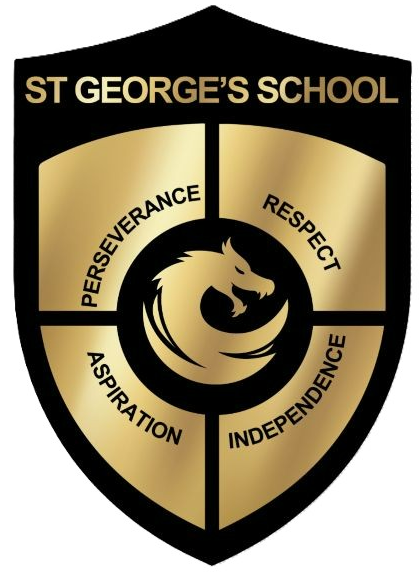 ST GEORGE'S SCHOOL
PERSEVERANCE
RESPECT
ASPIRATION
INDEPENDENCE